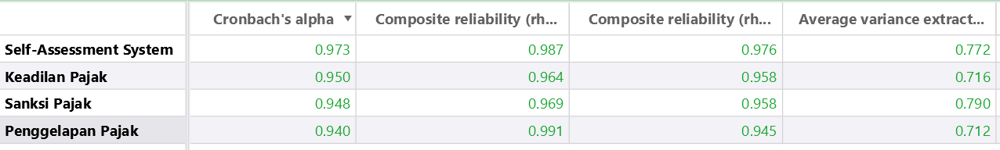 Cronbach's alpha Composite reliability (rh... Composite reliability (rh... Average variance extract...
Self-Assessment System 0.973 0.987 0.976 0.772
Keadilan Pajak 0.950 0.964 0.958 0.716
Sanksi Pajak 0.948 0.969 0.958 0.790
Penggelapan Pajak 0.940 0.991 0.945 0.712